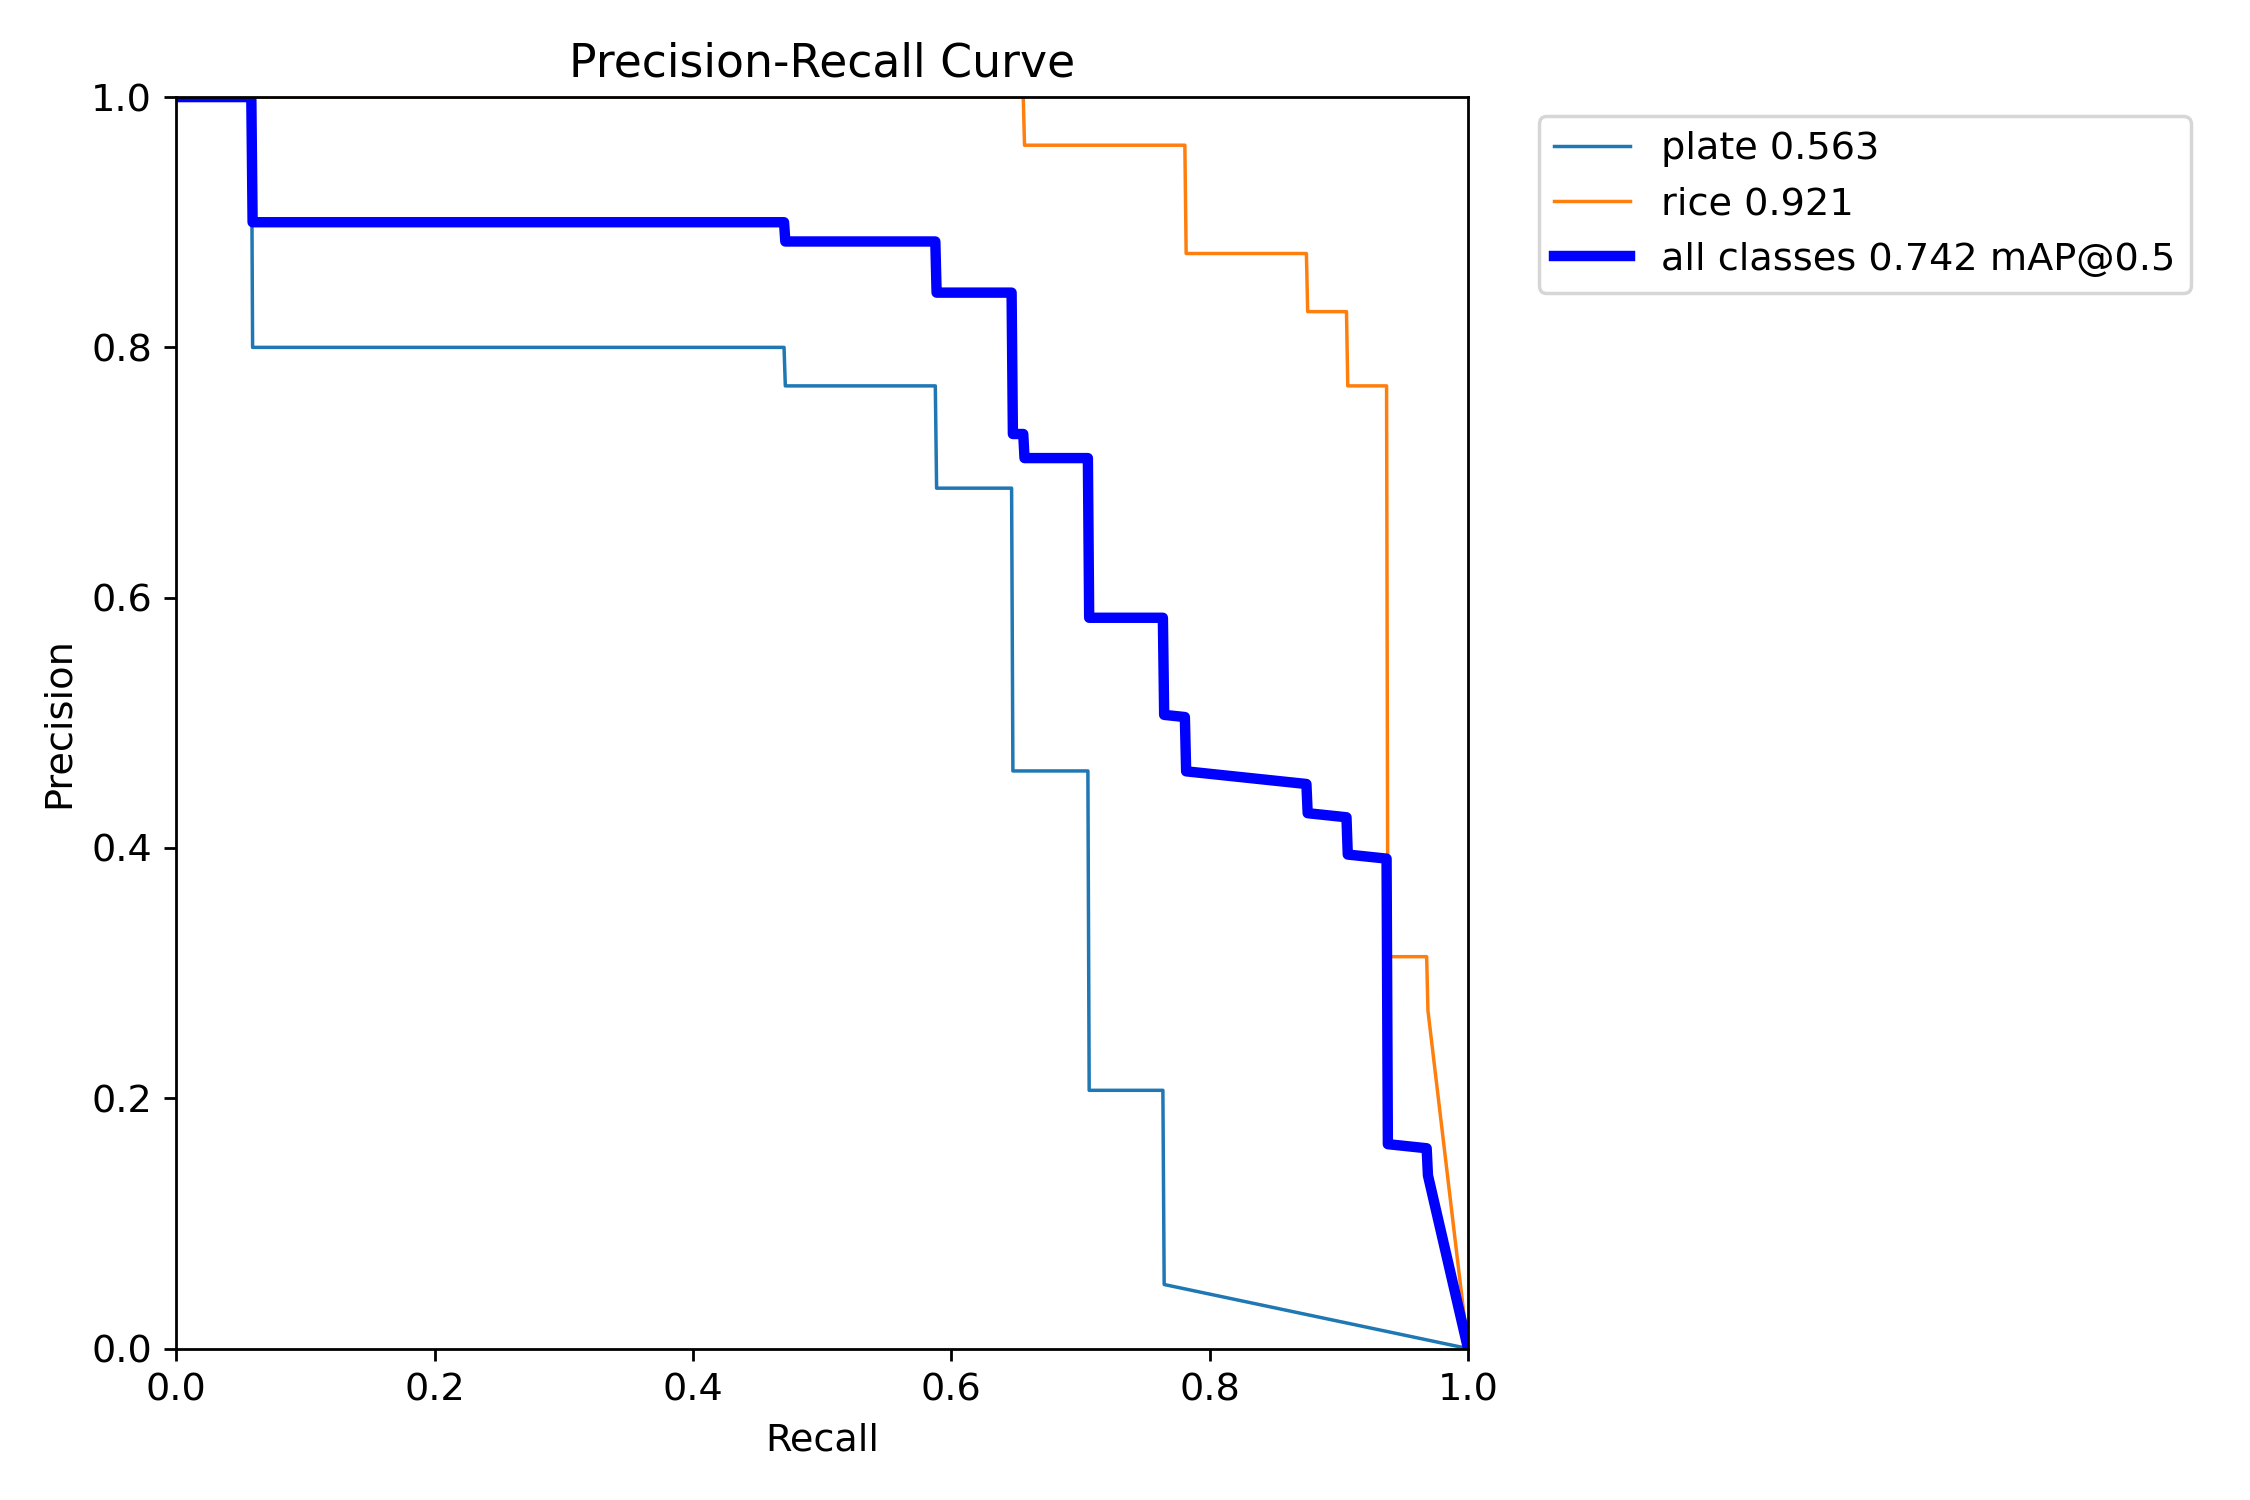 Precision-Recall Curve
1.0
0.8
0.6
0.4
0.2
0.0
Precision
0.0 0.2 0.4 0.6 0.8 1.0
Recall
plate 0.563
rice 0.921
all classes 0.742 mAP@0.5